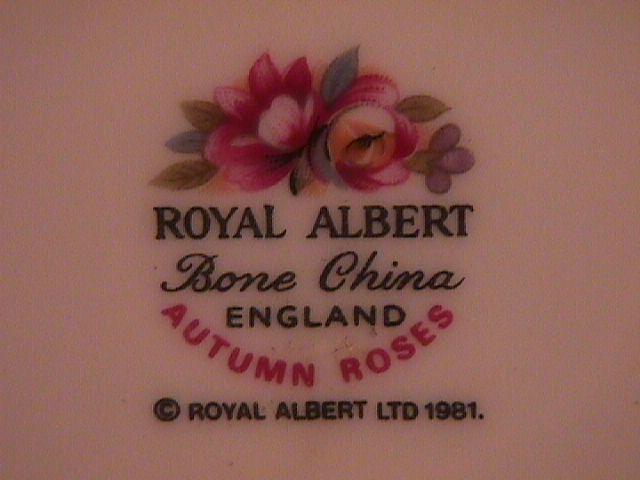 ROYAL ALBERT
Bone China
ENGLAND
AUTUMN ROSES
© ROYAL ALBERT LTD 1981.